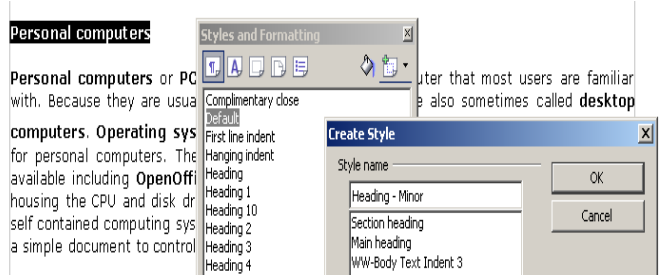 Personal computers
Personal computers or PC
uter that most users are familiar
with. Because they are usua
e also sometimes called desktop
computers. Operating sys
for personal computers. The
available including OpenOffi
housing the CPU and disk dr
self contained computing sys
a simple document to control
Styles and Formatting
Complimentary close
Default
First line indent
Hanging indent
Heading
Heading 1
Heading 10
Heading 2
Heading 3
Heading 4
Create Style
Style name
Heading - Minor
Section heading
Main heading
WW-Body Text Indent 3
OK
Cancel